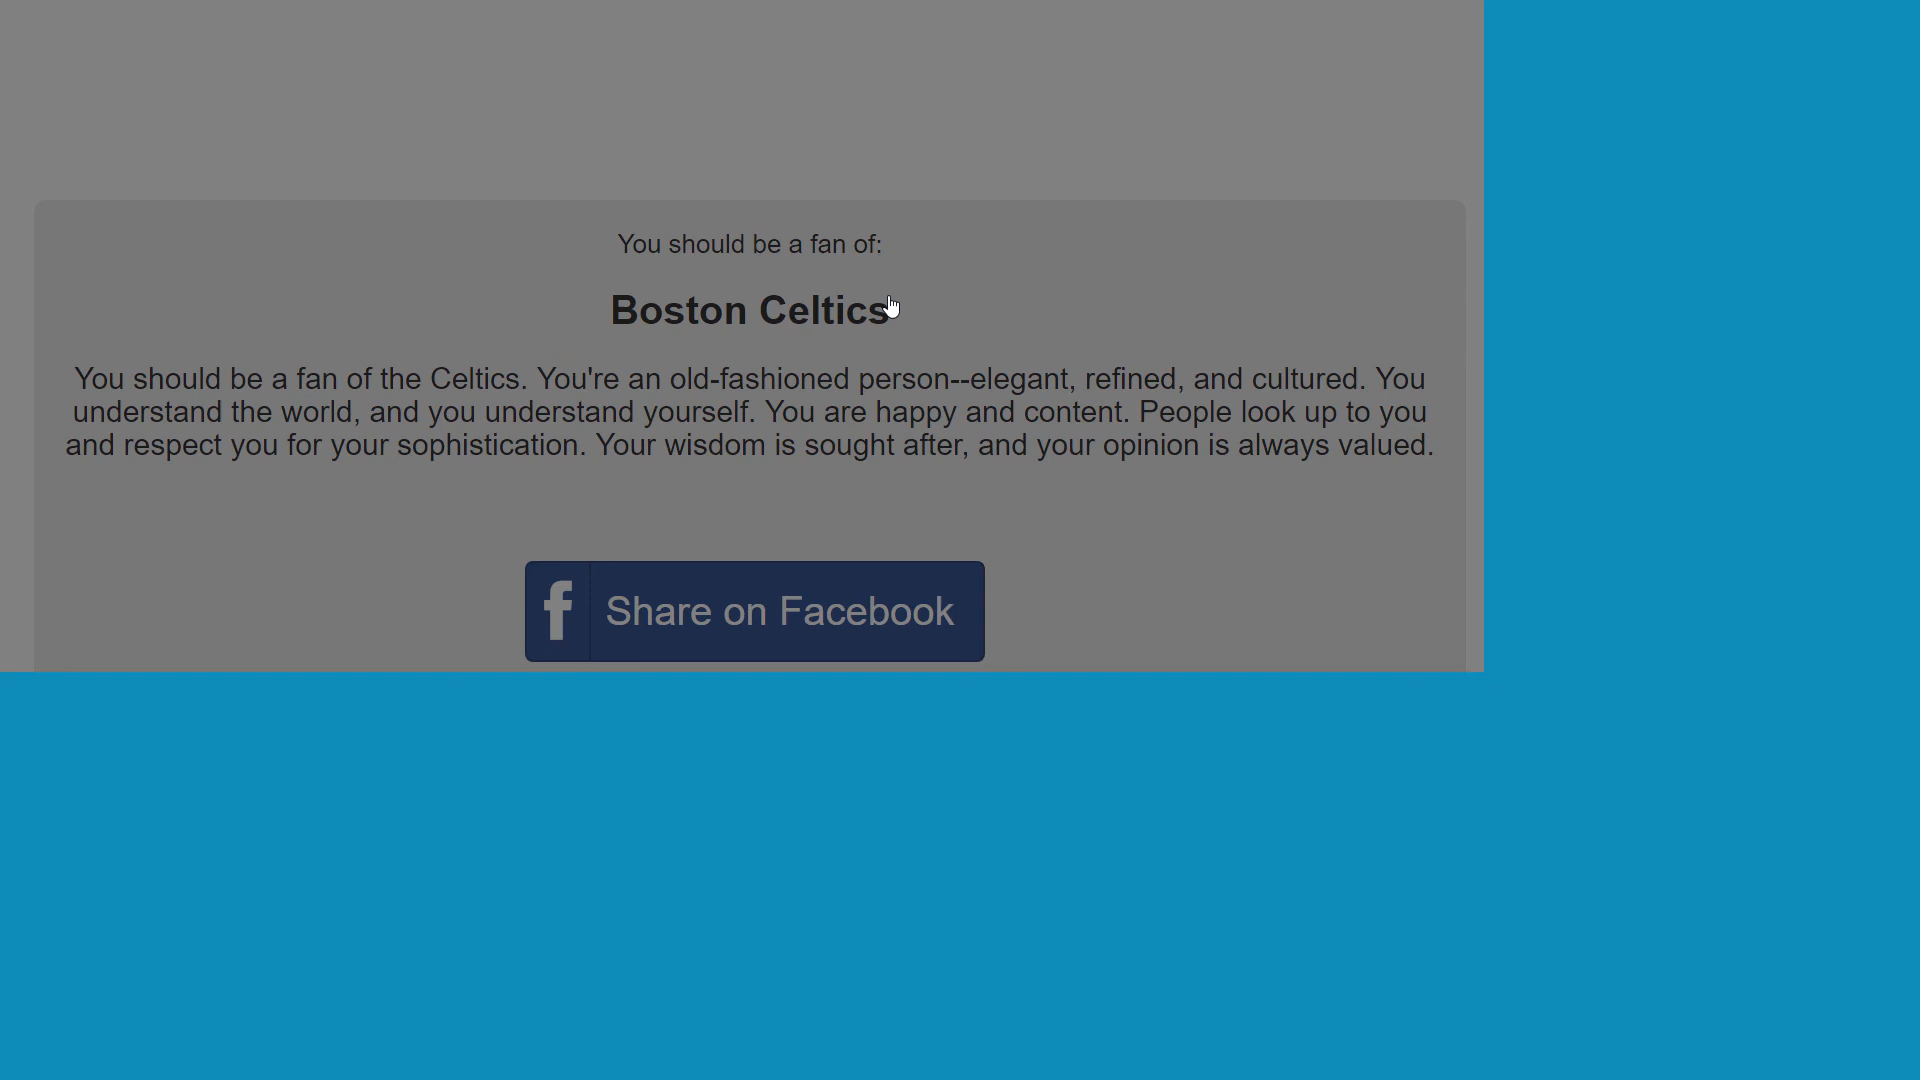 You should be a fan of:
Boston Celtics
You should be a fan of the Celtics. You're an old-fashioned person--elegant, refined, and cultured. You
understand the world, and you understand yourself. You are happy and content. People look up to you
and respect you for your sophistication. Your wisdom is sought after, and your opinion is always valued.
f Share on Facebook